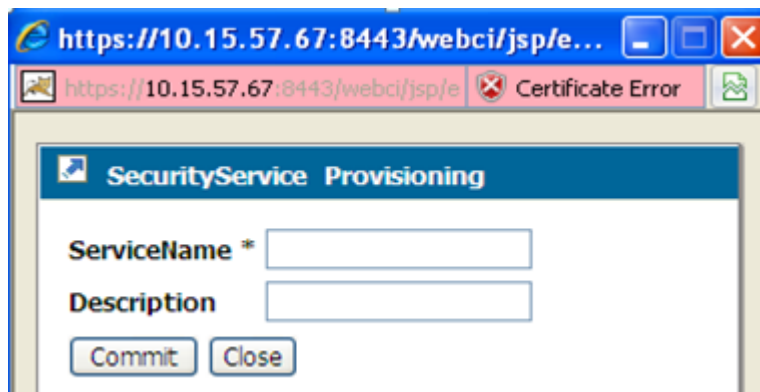 https://10.15.57.67:8443/webci/jsp/e...
https://10.15.57.67:8443/webci/jsp/e Certificate Error
SecurityService Provisioning
ServiceName *
Description
Commit Close